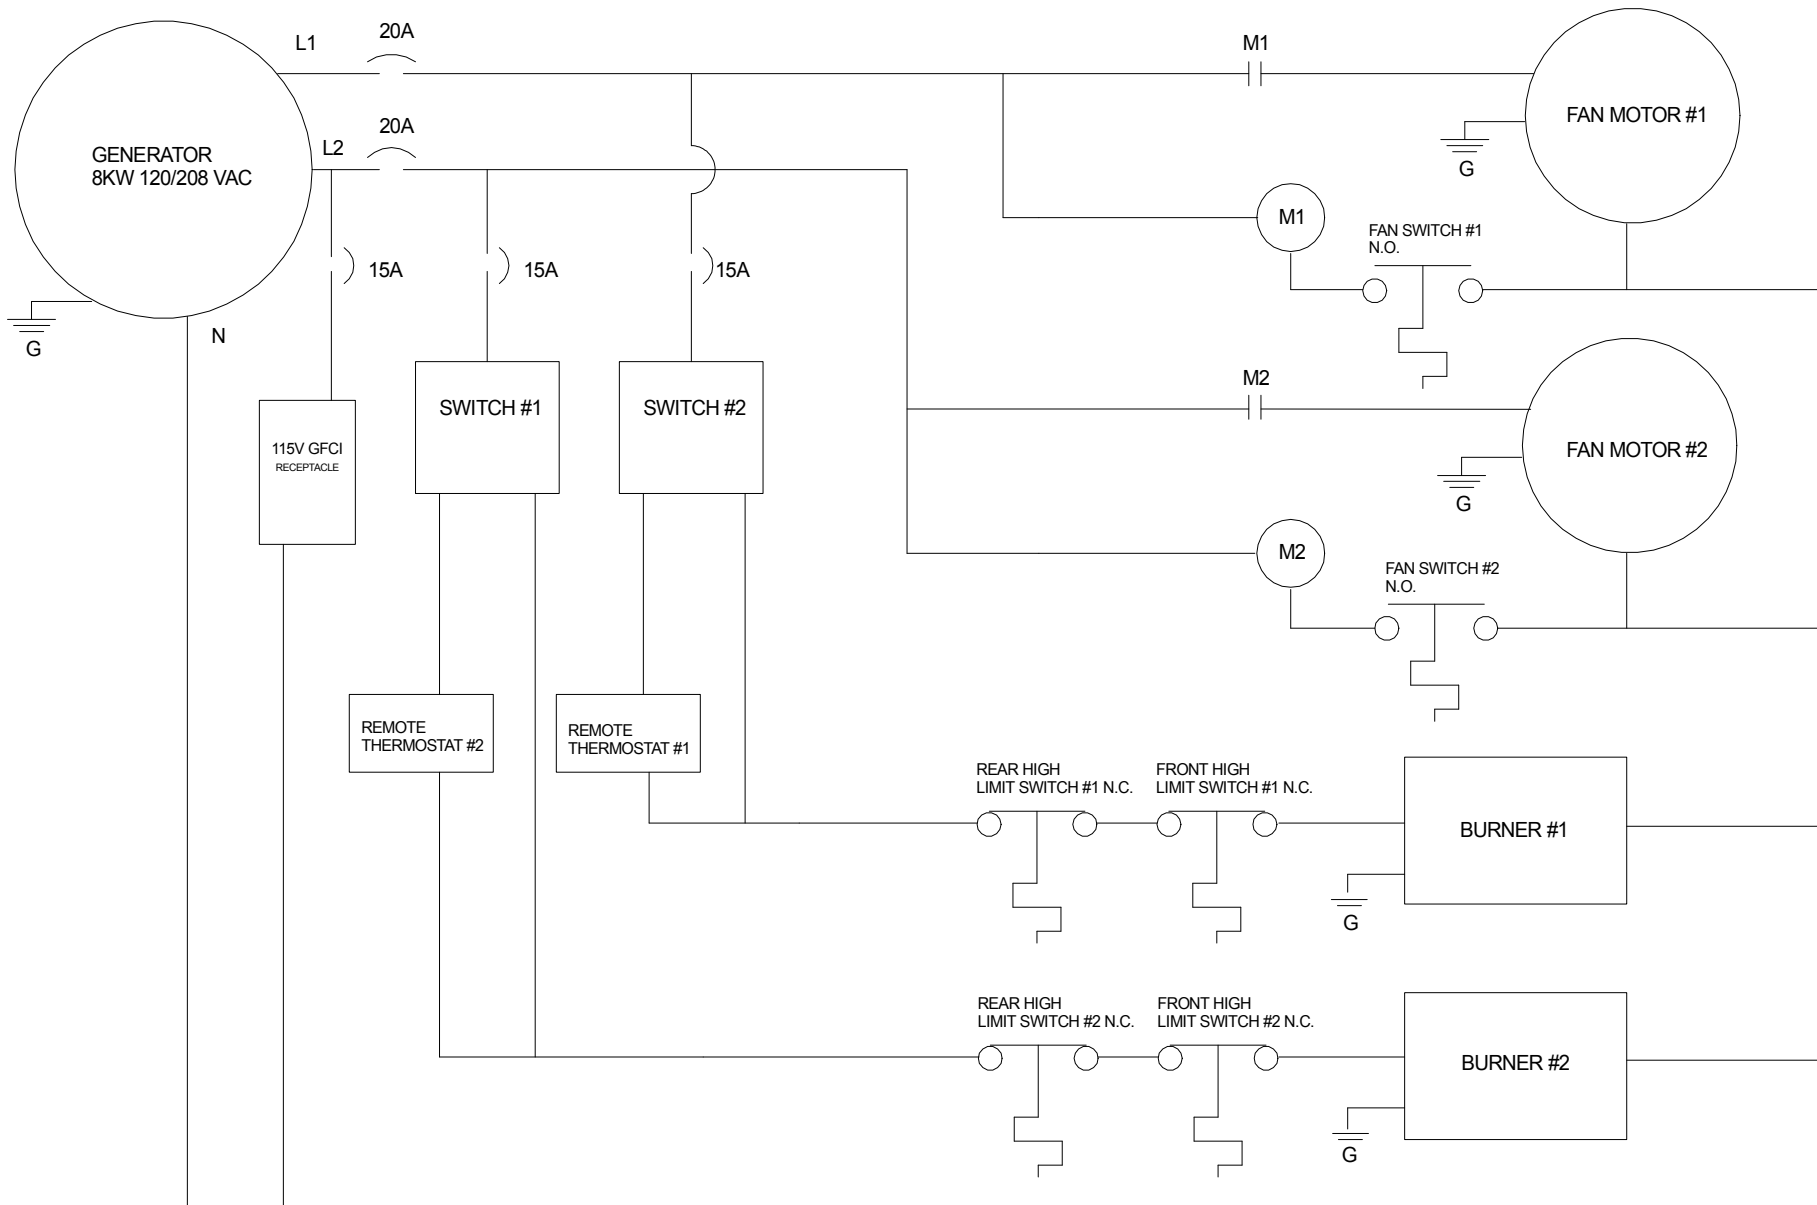 L1
20A
M1
FAN MOTOR #1
GENERATOR
8KW 120/208 VAC
L2
20A
G
M1
FAN SWITCH #1
N.O.
15A
15A
15A
N
G
SWITCH #1
SWITCH #2
M2
115V GFCI
RECEPTACLE
FAN MOTOR #2
G
M2
FAN SWITCH #2
N.O.
REMOTE
THERMOSTAT #2
REMOTE
THERMOSTAT #1
REAR HIGH
LIMIT SWITCH #1 N.C.
FRONT HIGH
LIMIT SWITCH #1 N.C.
BURNER #1
G
REAR HIGH
LIMIT SWITCH #2 N.C.
FRONT HIGH
LIMIT SWITCH #2 N.C.
BURNER #2
G